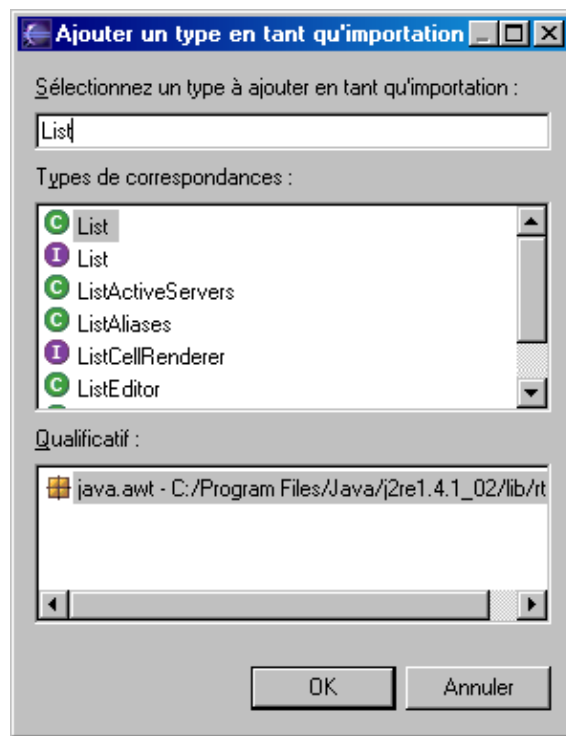 Ajouter un type en tant qu'importation
Sélectionnez un type à ajouter en tant qu'importation :
List
Types de correspondances :
C List
I List
C ListActiveServers
C ListAliases
I ListCellRenderer
C ListEditor
Qualificatif :
java.awt - C:/Program Files/Java/j2re1.4.1_02/lib/rt
OK Annuler